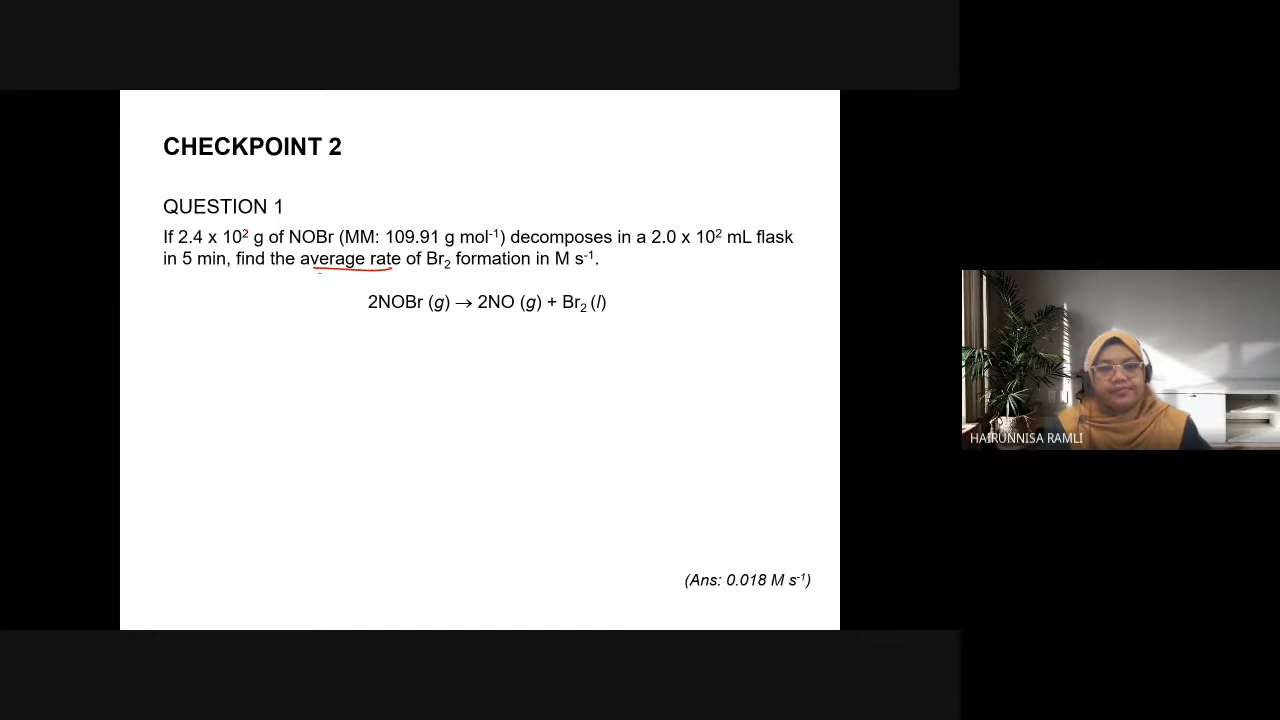 CHECKPOINT 2
QUESTION 1
If 2.4 x 10² g of NOBr (MM: 109.91 g mol⁻¹) decomposes in a 2.0 x 10² mL flask
in 5 min, find the average rate of Br₂ formation in M s⁻¹.
2NOBr (g) → 2NO (g) + Br₂ (l)
(Ans: 0.018 M s⁻¹)
HAIRUNNISA RAMLI